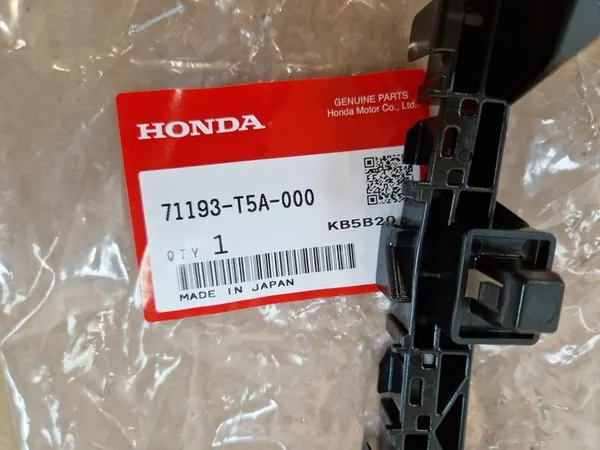 GENUINE PARTS
HONDA
Honda Motor Co., Ltd.
71193-T5A-000
KB5B20
QTY 1
MADE IN JAPAN